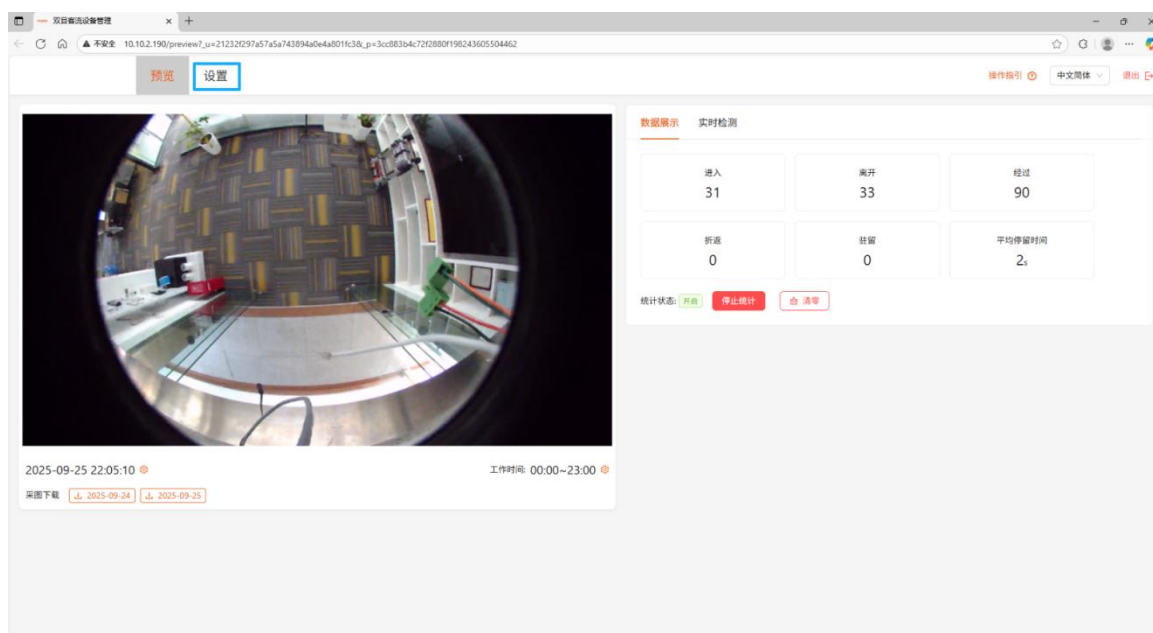 双目客流设备管理
不安全 10.10.2.190/preview?_u=21232f297a57a5a743894a0e4a801fc3&_p=3cc883b4c72f2880f198243605504462
预览 设置 操作指引 中文简体 退出
数据展示 实时检测
进入 离开 经过
31 33 90
折返 驻留 平均停留时间
0 0 2s
统计状态: 开启 停止统计 清零
2025-09-25 22:05:10 工作时间: 00:00~23:00
采图下载 2025-09-24 2025-09-25